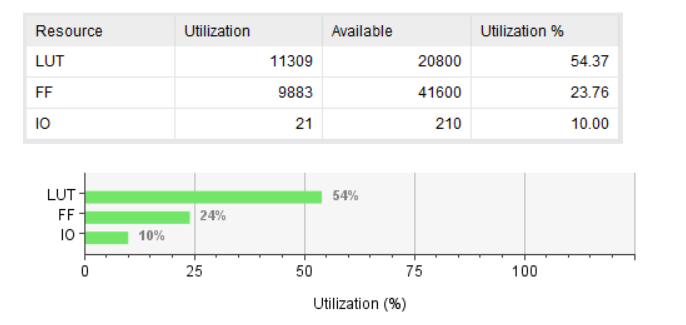 Resource Utilization Available Utilization %
LUT 11309 20800 54.37
FF 9883 41600 23.76
IO 21 210 10.00
LUT 54%
FF 24%
IO 10%
0 25 50 75 100
Utilization (%)